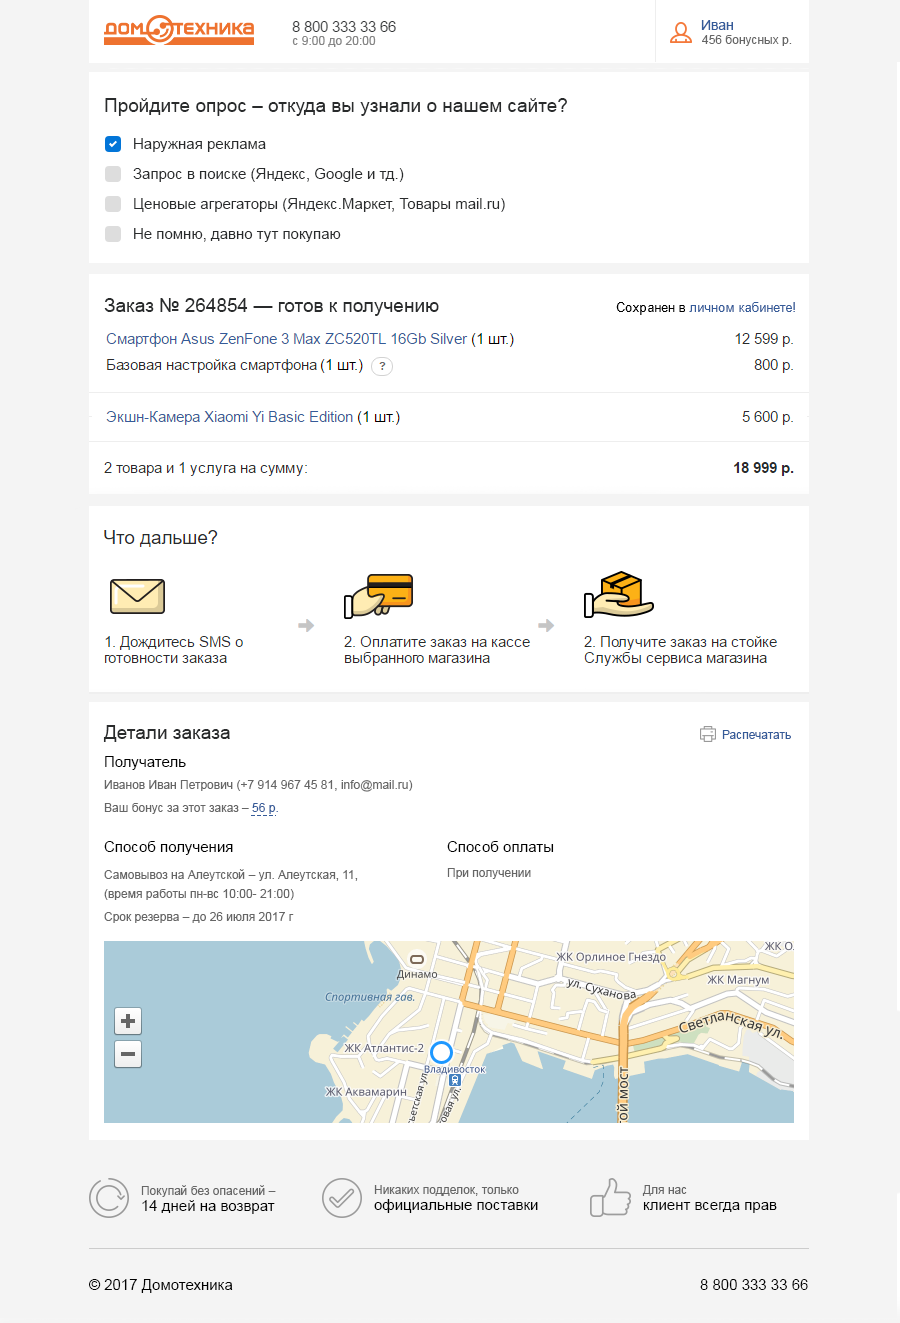 ДОМОТЕХНИКА
8 800 333 33 66
с 9:00 до 20:00
Иван
456 бонусных р.
Пройдите опрос – откуда вы узнали о нашем сайте?
Наружная реклама
Запрос в поиске (Яндекс, Google и тд.)
Ценовые агрегаторы (Яндекс.Маркет, Товары mail.ru)
Не помню, давно тут покупаю
Заказ № 264854 — готов к получению
Сохранен в личном кабинете!
Смартфон Asus ZenFone 3 Max ZC520TL 16Gb Silver (1 шт.) 12 599 р.
Базовая настройка смартфона (1 шт.) ? 800 р.
Экшн-Камера Xiaomi Yi Basic Edition (1 шт.) 5 600 р.
2 товара и 1 услуга на сумму: 18 999 р.
Что дальше?
1. Дождитесь SMS о
готовности заказа
2. Оплатите заказ на кассе
выбранного магазина
2. Получите заказ на стойке
Службы сервиса магазина
Детали заказа
Распечатать
Получатель
Иванов Иван Петрович (+7 914 967 45 81, info@mail.ru)
Ваш бонус за этот заказ – 56 р.
Способ получения
Самовывоз на Алеутской – ул. Алеутская, 11,
(время работы пн-вс 10:00- 21:00)
Срок резерва – до 26 июля 2017 г
Способ оплаты
При получении
ЖК О.
ЖК Орлиное Гнездо
Динамо
ЖК Магнум
ул. Суханова
Спортивная гав.
Светланская ул.
ЖК Атлантис-2
Владивосток
ЖК Аквамарин
ьетская ул.
овая ул.
той мост
Покупай без опасений –
14 дней на возврат
Никаких подделок, только
официальные поставки
Для нас
клиент всегда прав
© 2017 Домотехника
8 800 333 33 66